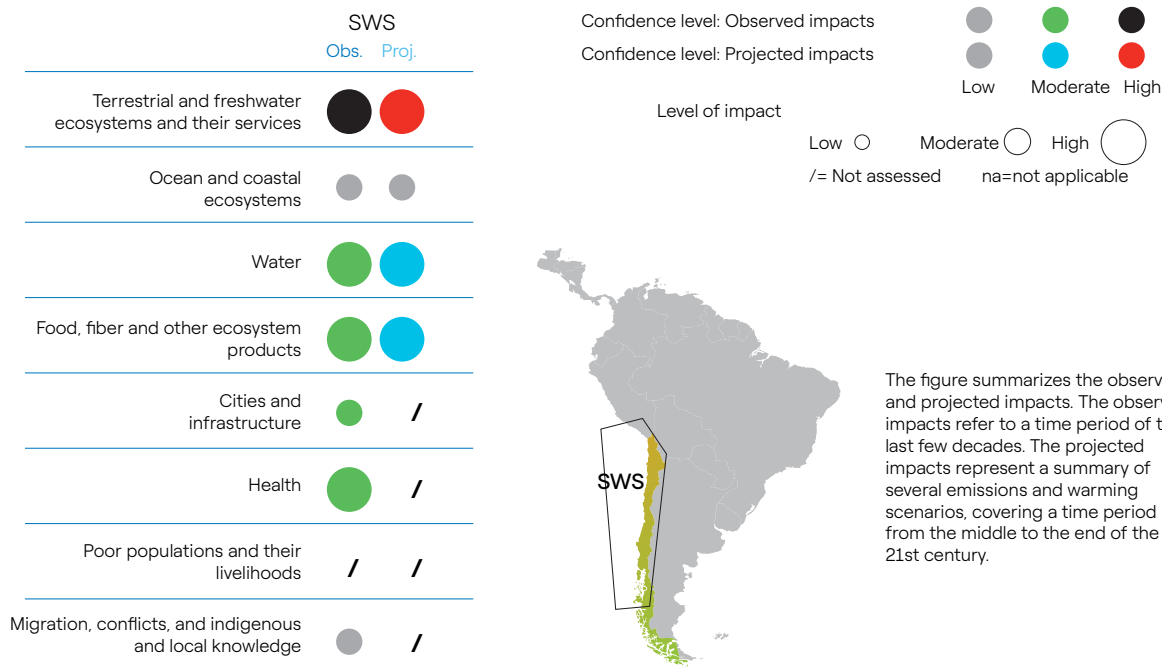 SWS
Obs. Proj.
Terrestrial and freshwater
ecosystems and their services
Ocean and coastal
ecosystems
Water
Food, fiber and other ecosystem
products
Cities and
infrastructure
/
Health
/
Poor populations and their
livelihoods
/ /
Migration, conflicts, and indigenous
and local knowledge
/
Confidence level: Observed impacts
Confidence level: Projected impacts
Low Moderate High
Level of impact
Low Moderate High
/= Not assessed na=not applicable
SWS
The figure summarizes the observ
and projected impacts. The observ
impacts refer to a time period of t
last few decades. The projected
impacts represent a summary of
several emissions and warming
scenarios, covering a time period
from the middle to the end of the
21st century.